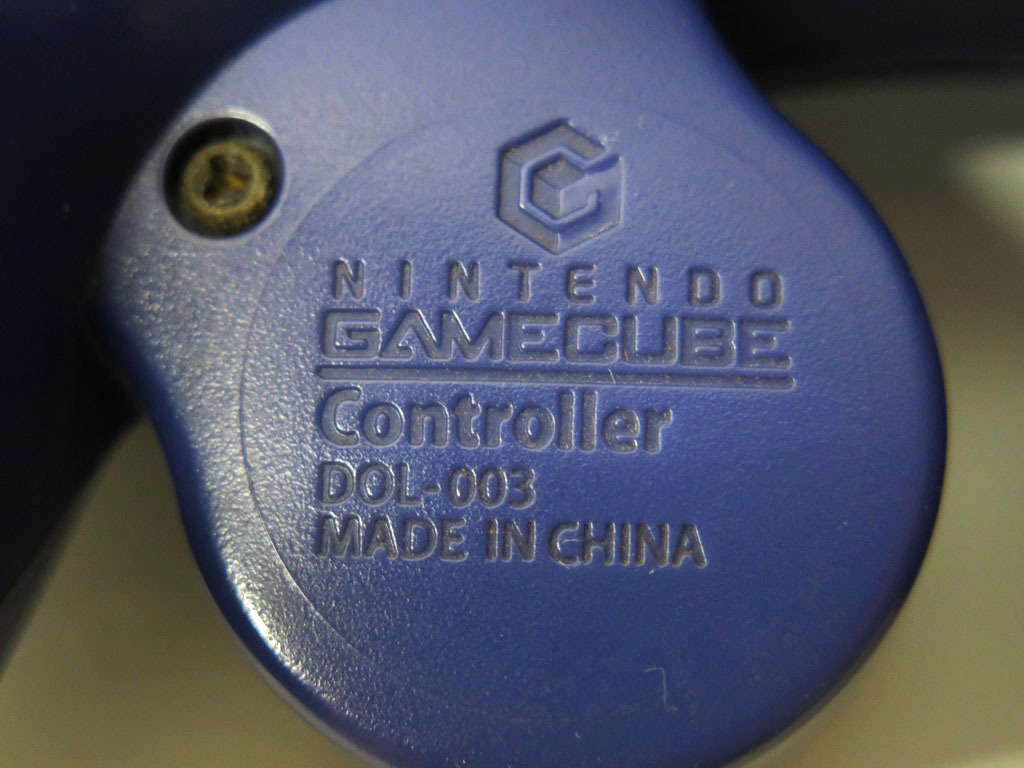 NINTENDO
GAMECUBE
Controller
DOL-003
MADE IN CHINA